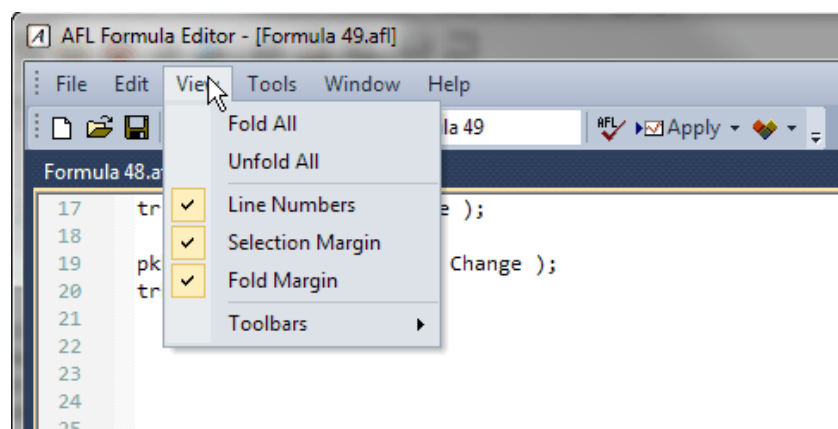 AFL Formula Editor - [Formula 49.afl]
File Edit View Tools Window Help
la 49 AFL Apply
Fold All
Unfold All
Formula 48.a
Line Numbers
Selection Margin
Fold Margin
Toolbars
17 tr e );
18
19 pk Change );
20 tr
21
22
23
24
25